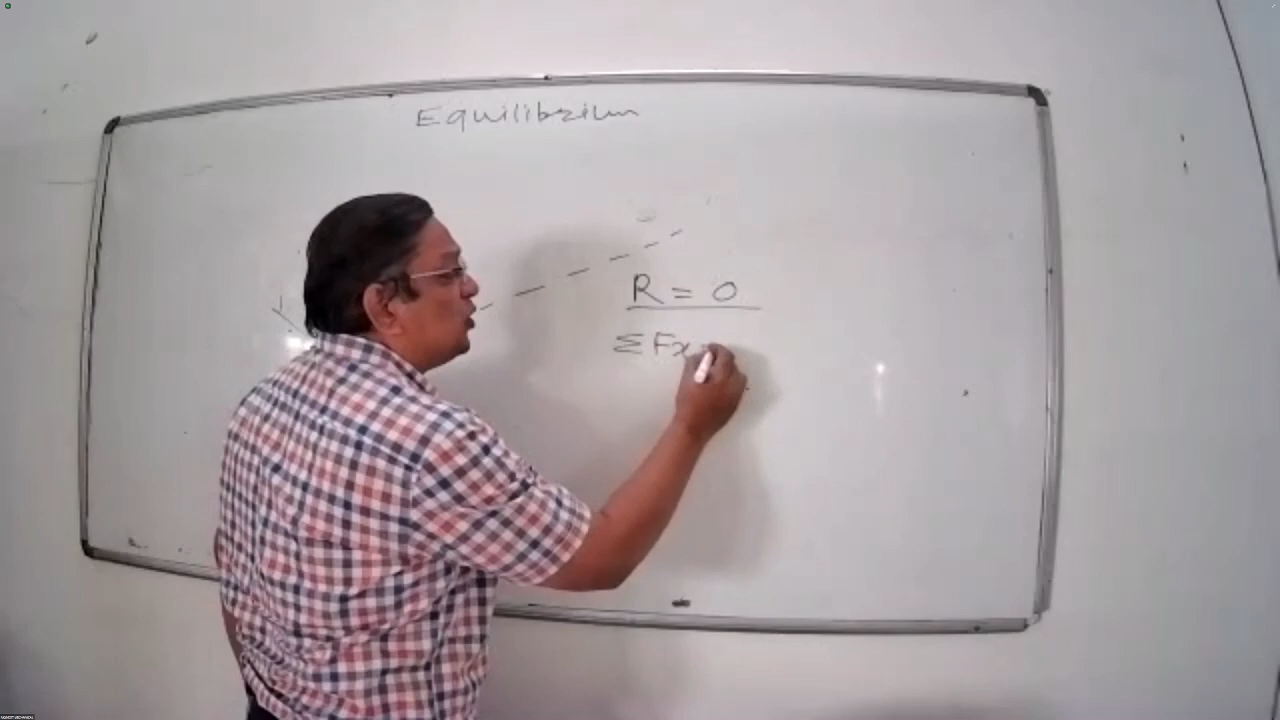 Equilibrium
R = 0
ΣFx